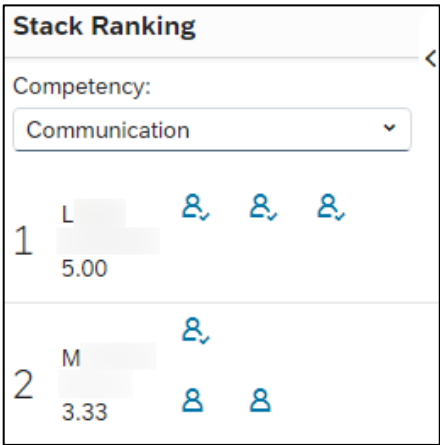 Stack Ranking
Competency:
Communication
1
L
5.00
2
M
3.33